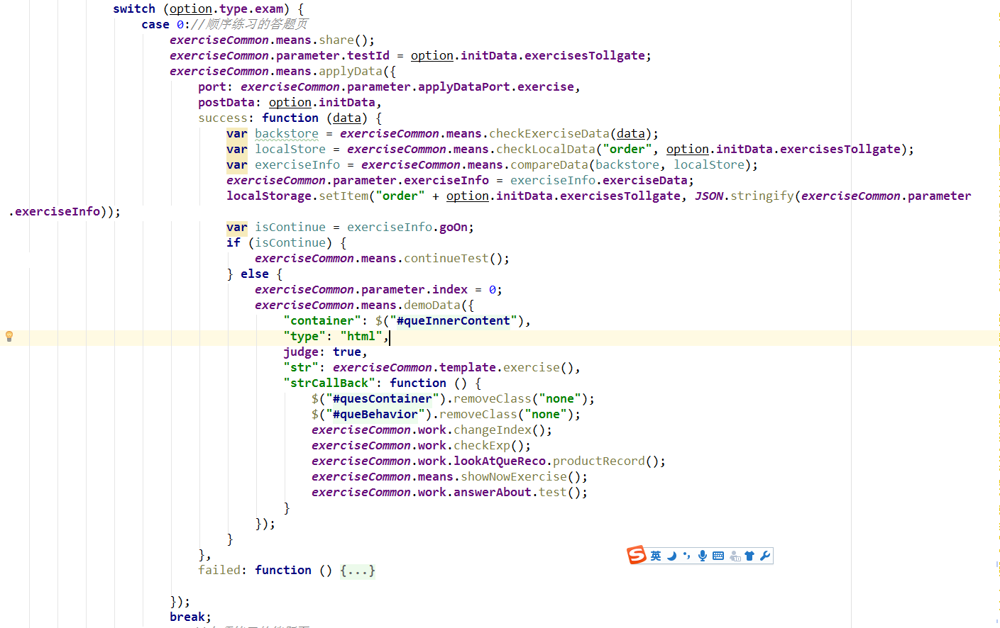 switch (option.type.exam) {
case 0://顺序练习的答题页
exerciseCommon.means.share();
exerciseCommon.parameter.testId = option.initData.exercisesTollgate;
exerciseCommon.means.applyData({
port: exerciseCommon.parameter.applyDataPort.exercise,
postData: option.initData,
success: function (data) {
var backstore = exerciseCommon.means.checkExerciseData(data);
var localStore = exerciseCommon.means.checkLocalData("order", option.initData.exercisesTollgate);
var exerciseInfo = exerciseCommon.means.compareData(backstore, localStore);
exerciseCommon.parameter.exerciseInfo = exerciseInfo.exerciseData;
localStorage.setItem("order" + option.initData.exercisesTollgate, JSON.stringify(exerciseCommon.parameter
.exerciseInfo));
var isContinue = exerciseInfo.goOn;
if (isContinue) {
exerciseCommon.means.continueTest();
} else {
exerciseCommon.parameter.index = 0;
exerciseCommon.means.demoData({
"container": $("#queInnerContent"),
"type": "html",
judge: true,
"str": exerciseCommon.template.exercise(),
"strCallBack": function () {
$("#quesContainer").removeClass("none");
$("#queBehavior").removeClass("none");
exerciseCommon.work.changeIndex();
exerciseCommon.work.checkExp();
exerciseCommon.work.lookAtQueReco.productRecord();
exerciseCommon.means.showNowExercise();
exerciseCommon.work.answerAbout.test();
}
});
}
},
英
failed: function () {...}
});
break;